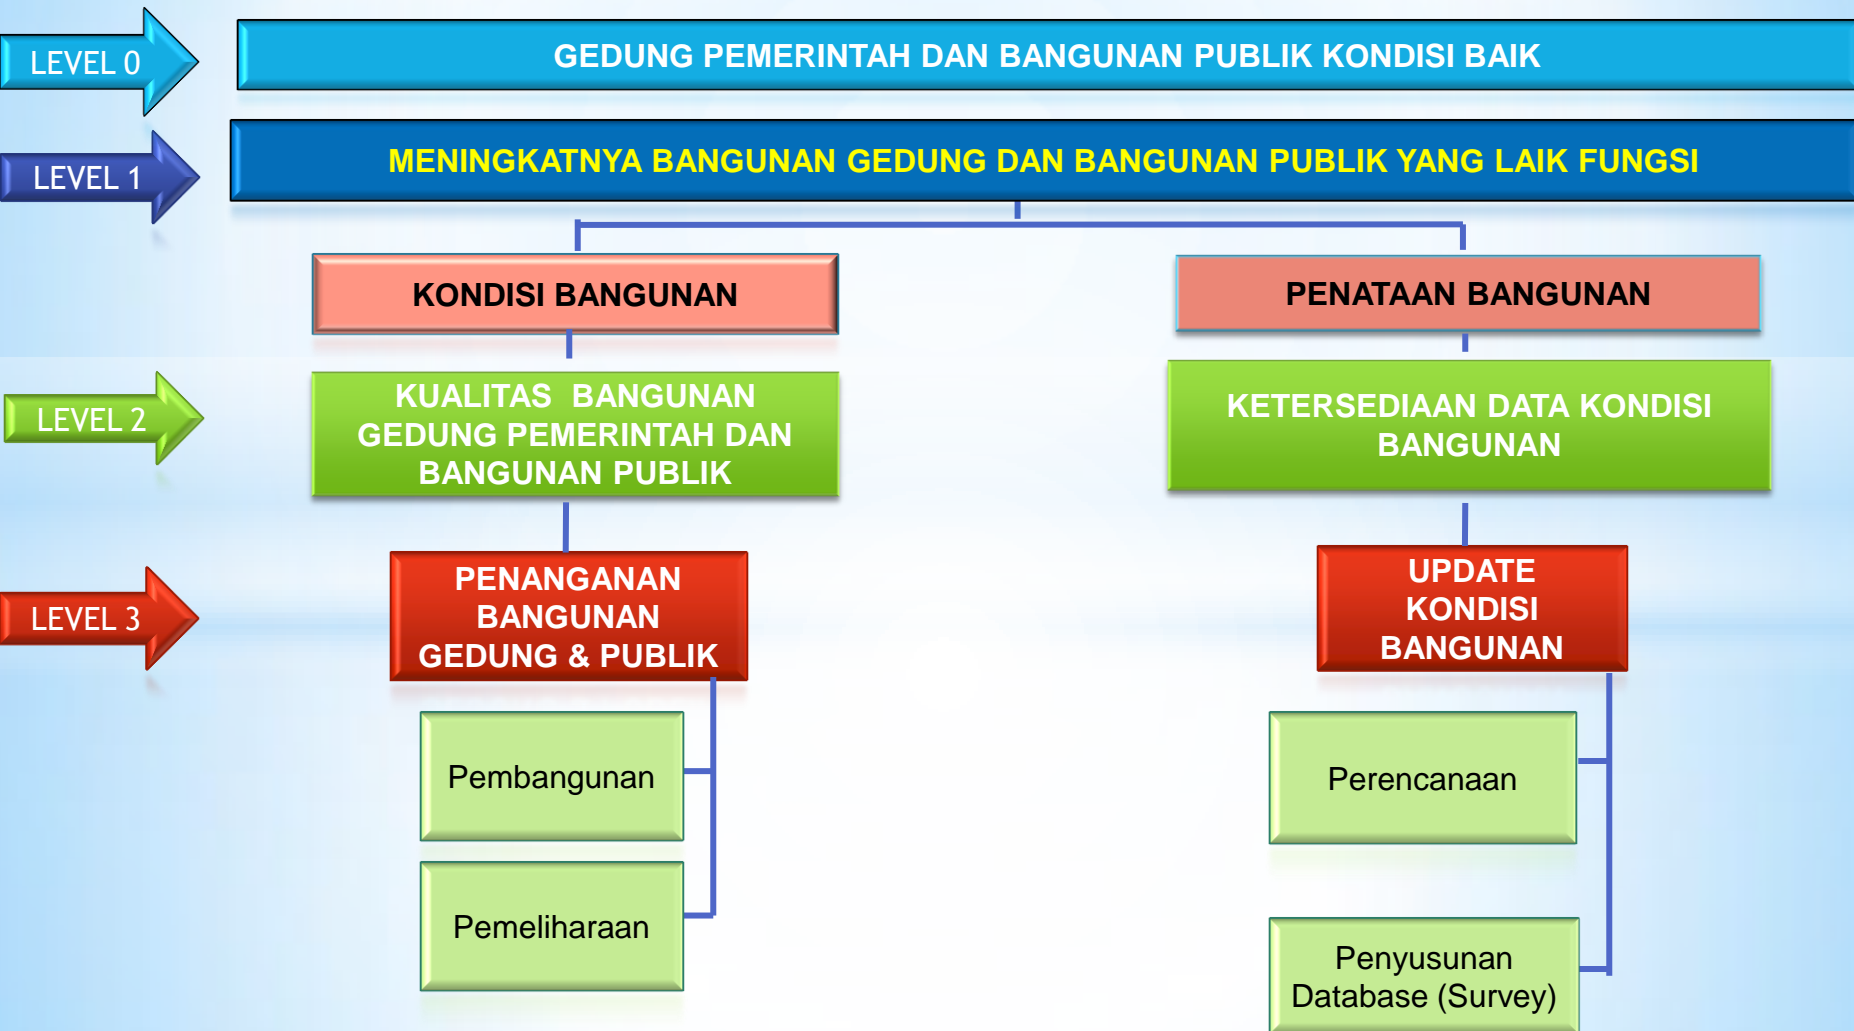 LEVEL 0
GEDUNG PEMERINTAH DAN BANGUNAN PUBLIK KONDISI BAIK
LEVEL 1
MENINGKATNYA BANGUNAN GEDUNG DAN BANGUNAN PUBLIK YANG LAIK FUNGSI
KONDISI BANGUNAN
PENATAAN BANGUNAN
LEVEL 2
KUALITAS BANGUNAN
GEDUNG PEMERINTAH DAN
BANGUNAN PUBLIK
KETERSEDIAAN DATA KONDISI
BANGUNAN
LEVEL 3
PENANGANAN
BANGUNAN
GEDUNG & PUBLIK
UPDATE
KONDISI
BANGUNAN
Pembangunan
Perencanaan
Pemeliharaan
Penyusunan
Database (Survey)